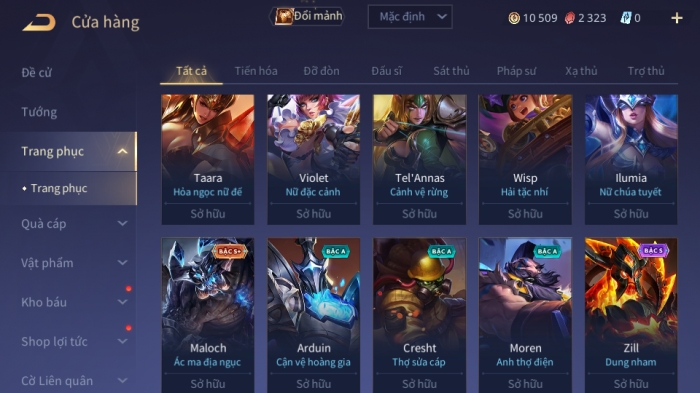 Cửa hàng
Đổi mảnh
Mặc định
10 509
2 323
0
Đề cử
Tướng
Trang phục
Trang phục
Quà cáp
Vật phẩm
Kho báu
Shop lợi tức
Cờ Liên quân
Tất cả
Tiến hóa
Đỡ đòn
Đấu sĩ
Sát thủ
Pháp sư
Xạ thủ
Trợ thủ
Taara
Hỏa ngọc nữ đế
Sở hữu
Violet
Nữ đặc cảnh
Sở hữu
Tel'Annas
Cảnh vệ rừng
Sở hữu
Wisp
Hải tặc nhí
Sở hữu
Ilumia
Nữ chúa tuyết
Sở hữu
BẬC S+
Maloch
Ác ma địa ngục
Sở hữu
BẬC A
Arduin
Cận vệ hoàng gia
Sở hữu
BẬC A
Cresht
Thợ sửa cáp
Sở hữu
BẬC A
Moren
Anh thợ điện
Sở hữu
BẬC S
Zill
Dung nham
Sở hữu